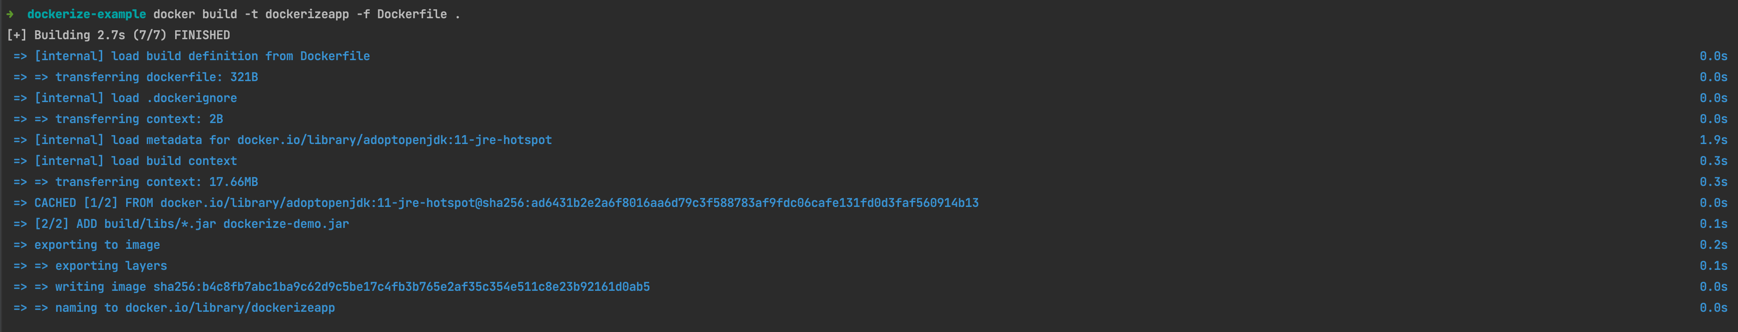 ➜ dockerize-example docker build -t dockerizeapp -f Dockerfile .
[+] Building 2.7s (7/7) FINISHED
=> [internal] load build definition from Dockerfile 0.0s
=> => transferring dockerfile: 321B 0.0s
=> [internal] load .dockerignore 0.0s
=> => transferring context: 2B 0.0s
=> [internal] load metadata for docker.io/library/adoptopenjdk:11-jre-hotspot 1.9s
=> [internal] load build context 0.3s
=> => transferring context: 17.66MB 0.3s
=> CACHED [1/2] FROM docker.io/library/adoptopenjdk:11-jre-hotspot@sha256:ad6431b2e2a6f8016aa6d79c3f588783af9fdc06cafe131fd0d3faf560914b13 0.0s
=> [2/2] ADD build/libs/*.jar dockerize-demo.jar 0.1s
=> exporting to image 0.2s
=> => exporting layers 0.1s
=> => writing image sha256:b4c8fb7abc1ba9c62d9c5be17c4fb3b765e2af35c354e511c8e23b92161d0ab5 0.0s
=> => naming to docker.io/library/dockerizeapp 0.0s